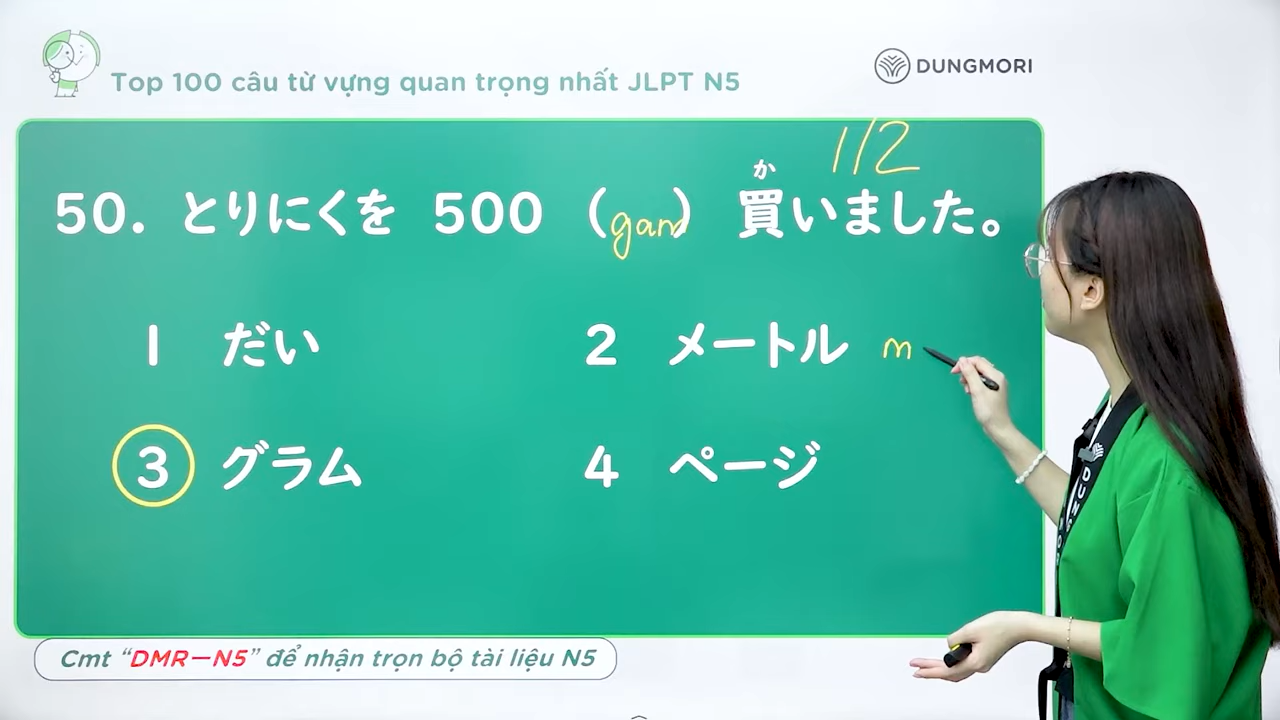 Top 100 câu từ vựng quan trọng nhất JLPT N5
DUNGMORI
1/2
か
50. とりにくを 500 (gam) 買いました。
1 だい
2 メートル m
3 グラム
4 ページ
Cmt “DMR－N5” để nhận trọn bộ tài liệu N5